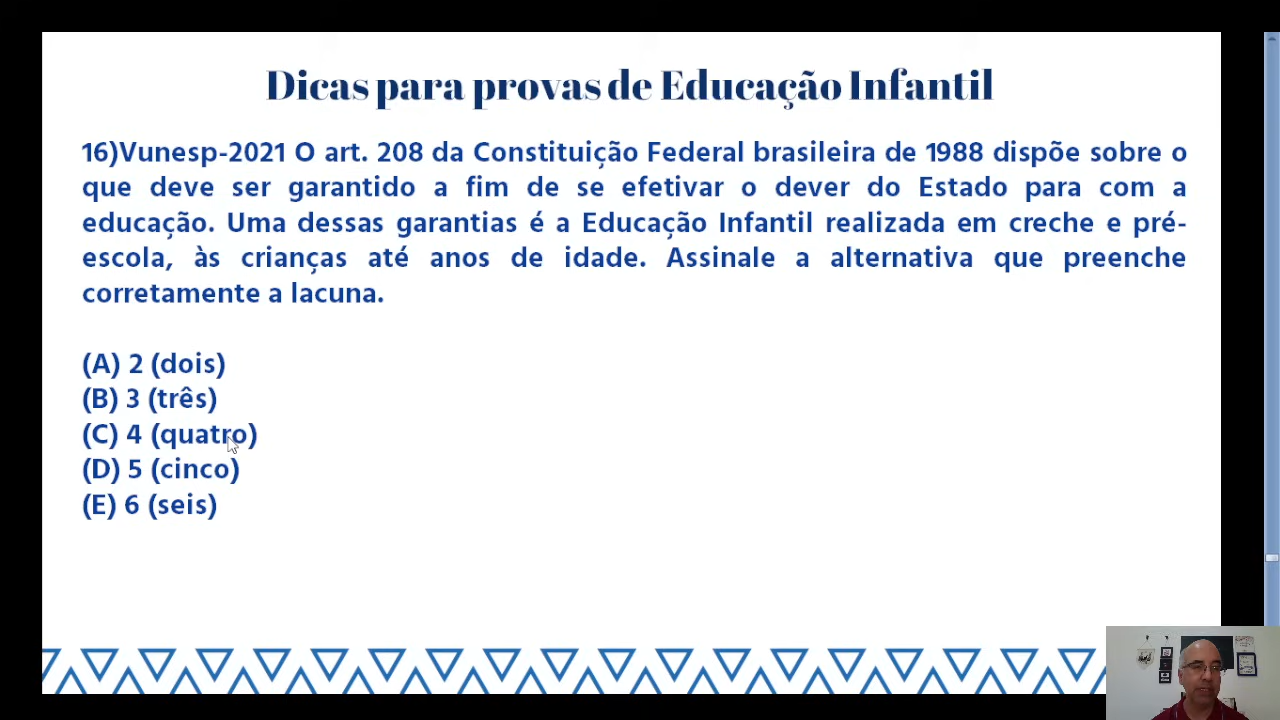 Dicas para provas de Educação Infantil
16)Vunesp-2021 O art. 208 da Constituição Federal brasileira de 1988 dispõe sobre o
que deve ser garantido a fim de se efetivar o dever do Estado para com a
educação. Uma dessas garantias é a Educação Infantil realizada em creche e pré-
escola, às crianças até anos de idade. Assinale a alternativa que preenche
corretamente a lacuna.
(A) 2 (dois)
(B) 3 (três)
(C) 4 (quatro)
(D) 5 (cinco)
(E) 6 (seis)